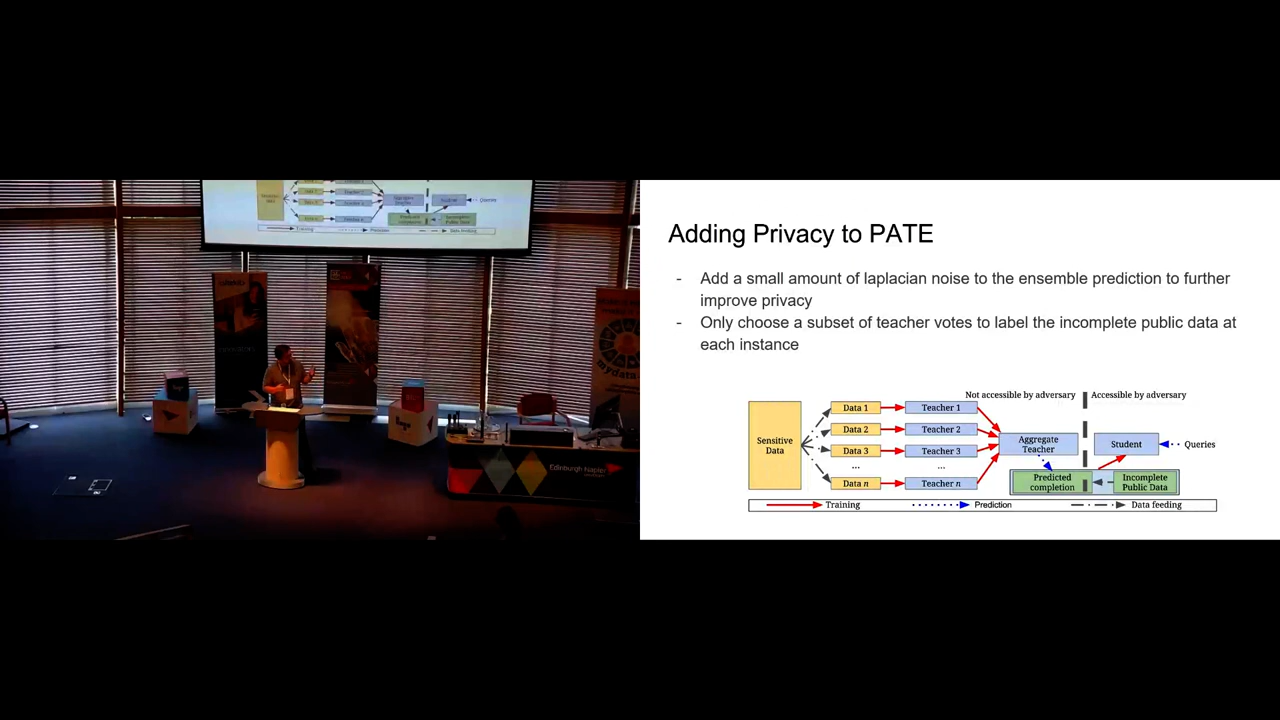 Adding Privacy to PATE
- Add a small amount of laplacian noise to the ensemble prediction to further
improve privacy
- Only choose a subset of teacher votes to label the incomplete public data at
each instance
Not accessible by adversary
Accessible by adversary
Sensitive
Data
Data 1
Teacher 1
Data 2
Teacher 2
Data 3
Teacher 3
...
...
Data n
Teacher n
Aggregate
Teacher
Student
Queries
Predicted
completion
Incomplete
Public Data
Training
Prediction
Data feeding
Edinburgh Napier